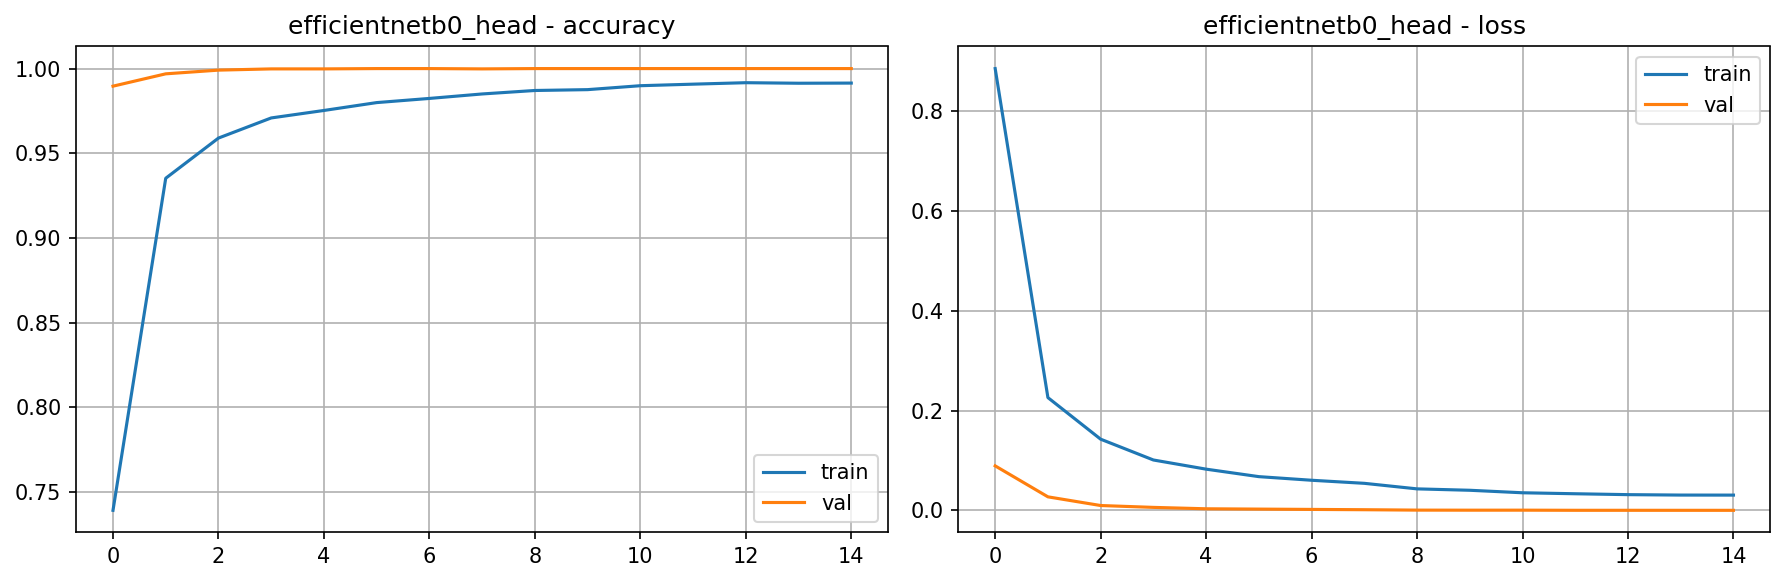 efficientnetb0_head - accuracy
1.00
0.95
0.90
0.85
0.80
0.75
0 2 4 6 8 10 12 14
train
val
efficientnetb0_head - loss
0.8
0.6
0.4
0.2
0.0
0 2 4 6 8 10 12 14
train
val